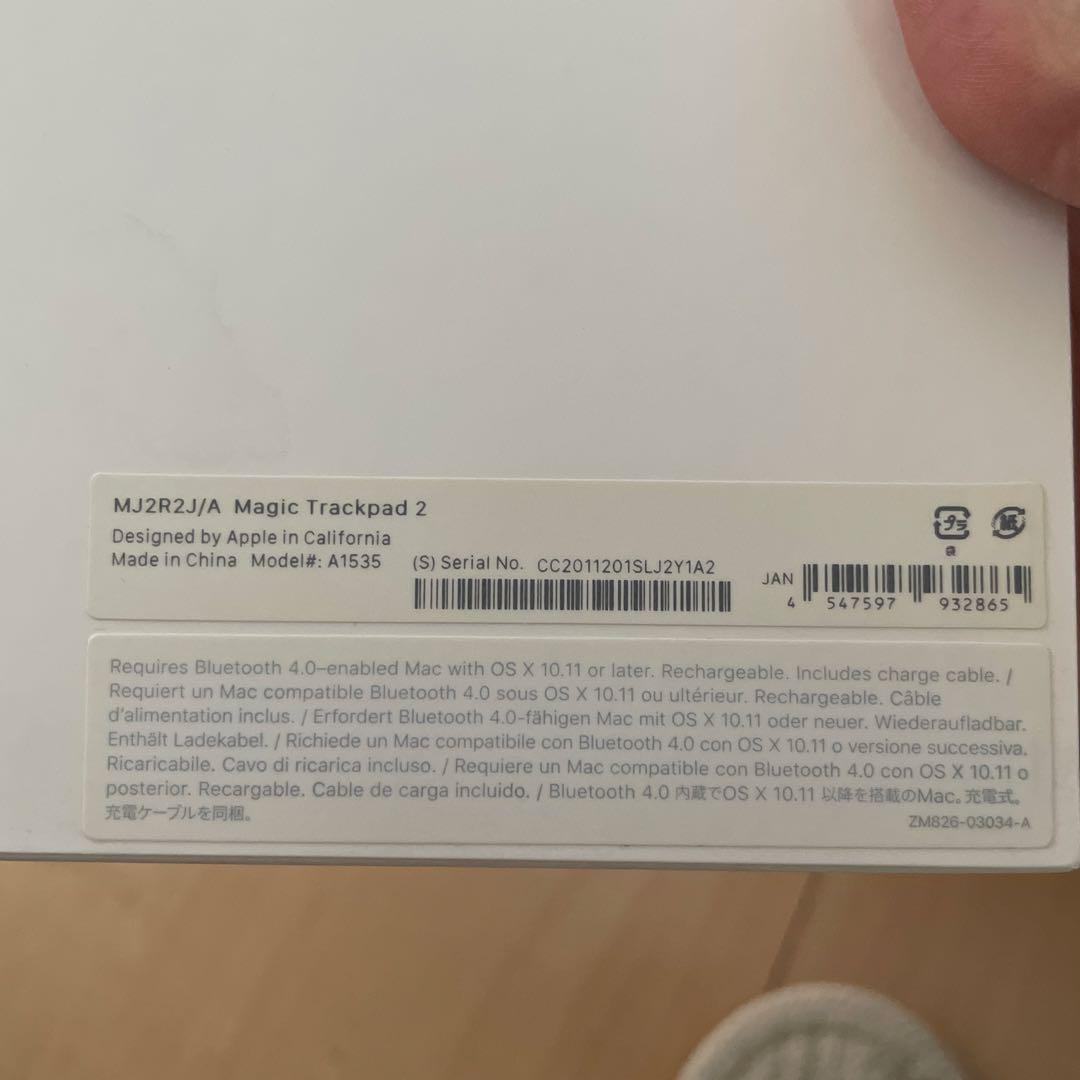 MJ2R2J/A Magic Trackpad 2
Designed by Apple in California
Made in China Model#: A1535 (S) Serial No. CC2011201SLJ2Y1A2
プラ
袋
紙
JAN
4 547597 932865
Requires Bluetooth 4.0–enabled Mac with OS X 10.11 or later. Rechargeable. Includes charge cable. /
Requiert un Mac compatible Bluetooth 4.0 sous OS X 10.11 ou ultérieur. Rechargeable. Câble
d’alimentation inclus. / Erfordert Bluetooth 4.0-fähigen Mac mit OS X 10.11 oder neuer. Wiederaufladbar.
Enthält Ladekabel. / Richiede un Mac compatibile con Bluetooth 4.0 con OS X 10.11 o versione successiva.
Ricaricabile. Cavo di ricarica incluso. / Requiere un Mac compatible con Bluetooth 4.0 con OS X 10.11 o
posterior. Recargable. Cable de carga incluido. / Bluetooth 4.0 内蔵でOS X 10.11 以降を搭載のMac。充電式。
充電ケーブルを同梱。
ZM826-03034-A